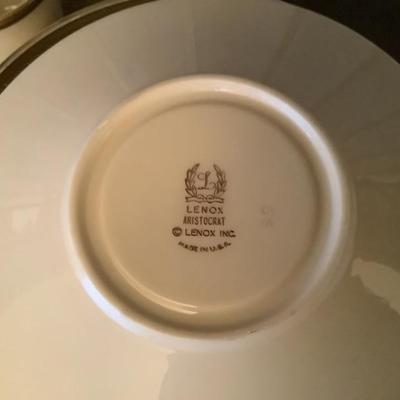 L
LENOX
ARISTOCRAT
© LENOX INC.
MADE IN U.S.A.